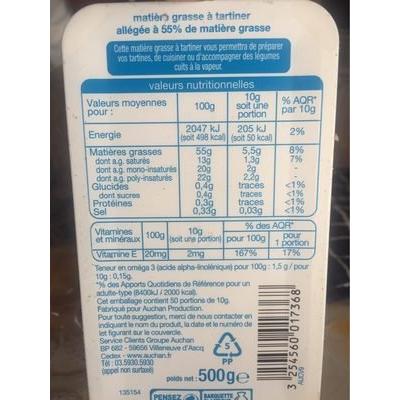 matière grasse à tartiner
allégée à 55% de matière grasse
Cette matière grasse à tartiner vous permettra de préparer
vos tartines, de cuisiner ou d'accompagner des légumes
cuits à la vapeur.
valeurs nutritionnelles
Valeurs moyennes pour : 100g 10g soit une portion % AQR* par 10g
Energie 2047 kJ (soit 498 kcal) 205 kJ (soit 50 kcal) 2%
Matières grasses 55g 5,5g 8%
dont a.g. saturés 13g 1,3g 7%
dont a.g. mono-insaturés 20g 2g -
dont a.g. poly-insaturés 22g 2,2g -
Glucides 0,4g traces <1%
dont sucres 0,4g traces <1%
Protéines 0,3g traces <1%
Sel 0,33g 0,03g <1%
Vitamines et minéraux 100g 10g (soit une portion) % des AQR* pour 100g pour 1 portion
Vitamine E 20mg 2mg 167% 17%
Teneur en oméga 3 (acide alpha-linolénique) pour 100g : 1,5g / pour
10g : 0,15g.
*% des Apports Quotidiens de Référence pour un
adulte-type (8400kJ / 2000 kcal).
Cet emballage contient 50 portions de 10g.
Fabriqué pour Auchan Production.
Pour toute suggestion, merci de nous contacter en
indiquant le nom du produit, la date et le numéro de
lot figurant sur le couvercle.
Service Clients Groupe Auchan
BP 682 - 59656 Villeneuve d'Ascq
Cedex - www.auchan.fr
Tél : 03.5930.5930
(appel non surtaxé)
5
PP
poids net : 500g e
3 254560 017368
AUOV9
135154
PENSEZ
BARQUETTE